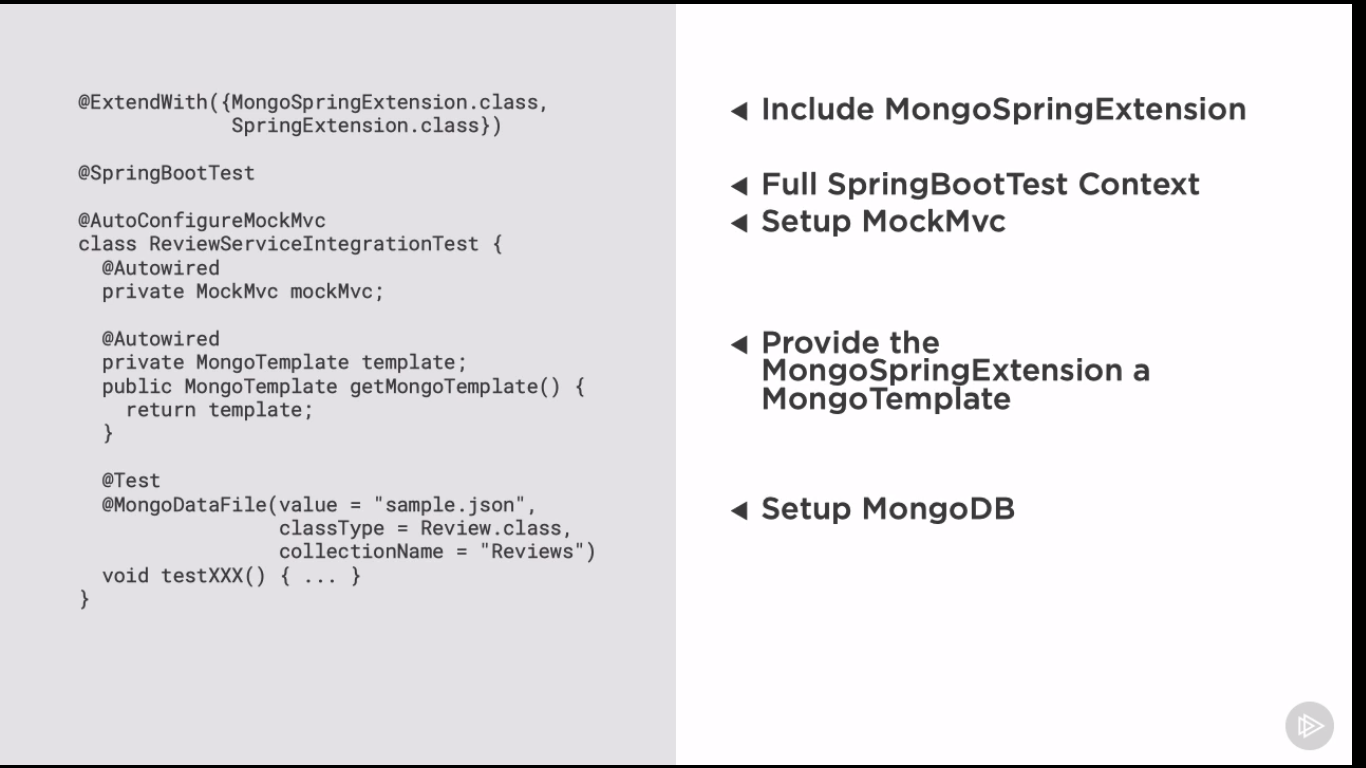 @ExtendWith({MongoSpringExtension.class,
             SpringExtension.class})
@SpringBootTest
@AutoConfigureMockMvc
class ReviewServiceIntegrationTest {
  @Autowired
  private MockMvc mockMvc;
  @Autowired
  private MongoTemplate template;
  public MongoTemplate getMongoTemplate() {
    return template;
  }
  @Test
  @MongoDataFile(value = "sample.json",
                 classType = Review.class,
                 collectionName = "Reviews")
  void testXXX() { ... }
}
◀ Include MongoSpringExtension
◀ Full SpringBootTest Context
◀ Setup MockMvc
◀ Provide the
MongoSpringExtension a
MongoTemplate
◀ Setup MongoDB